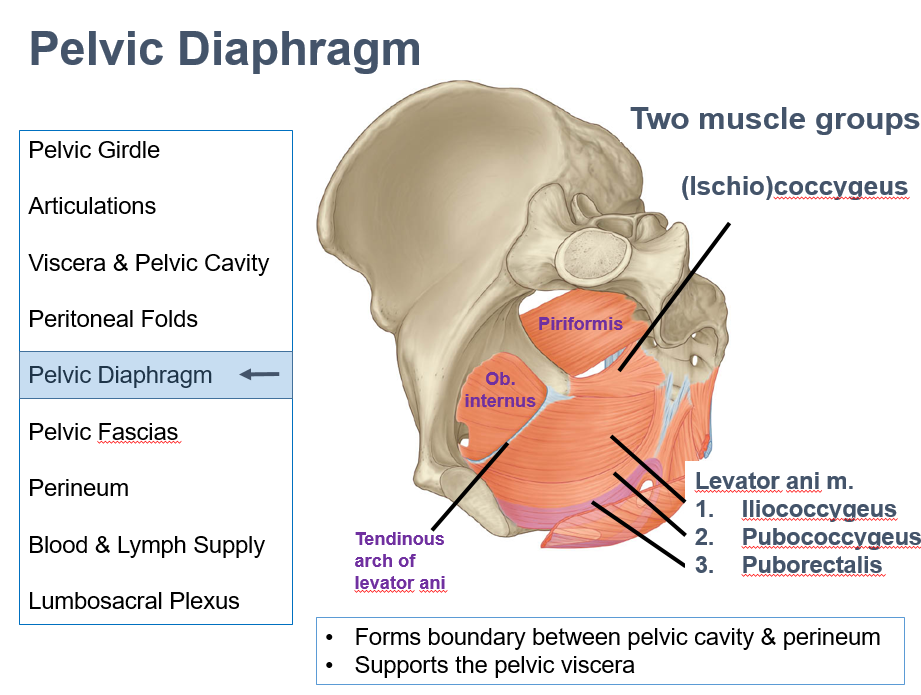 Pelvic Diaphragm
Pelvic Girdle
Articulations
Viscera & Pelvic Cavity
Peritoneal Folds
Pelvic Diaphragm
Pelvic Fascias
Perineum
Blood & Lymph Supply
Lumbosacral Plexus
Two muscle groups
(Ischio)coccygeus
Piriformis
Ob.
internus
Tendinous
arch of
levator ani
Levator ani m.
1. Iliococcygeus
2. Pubococcygeus
3. Puborectalis
• Forms boundary between pelvic cavity & perineum
• Supports the pelvic viscera